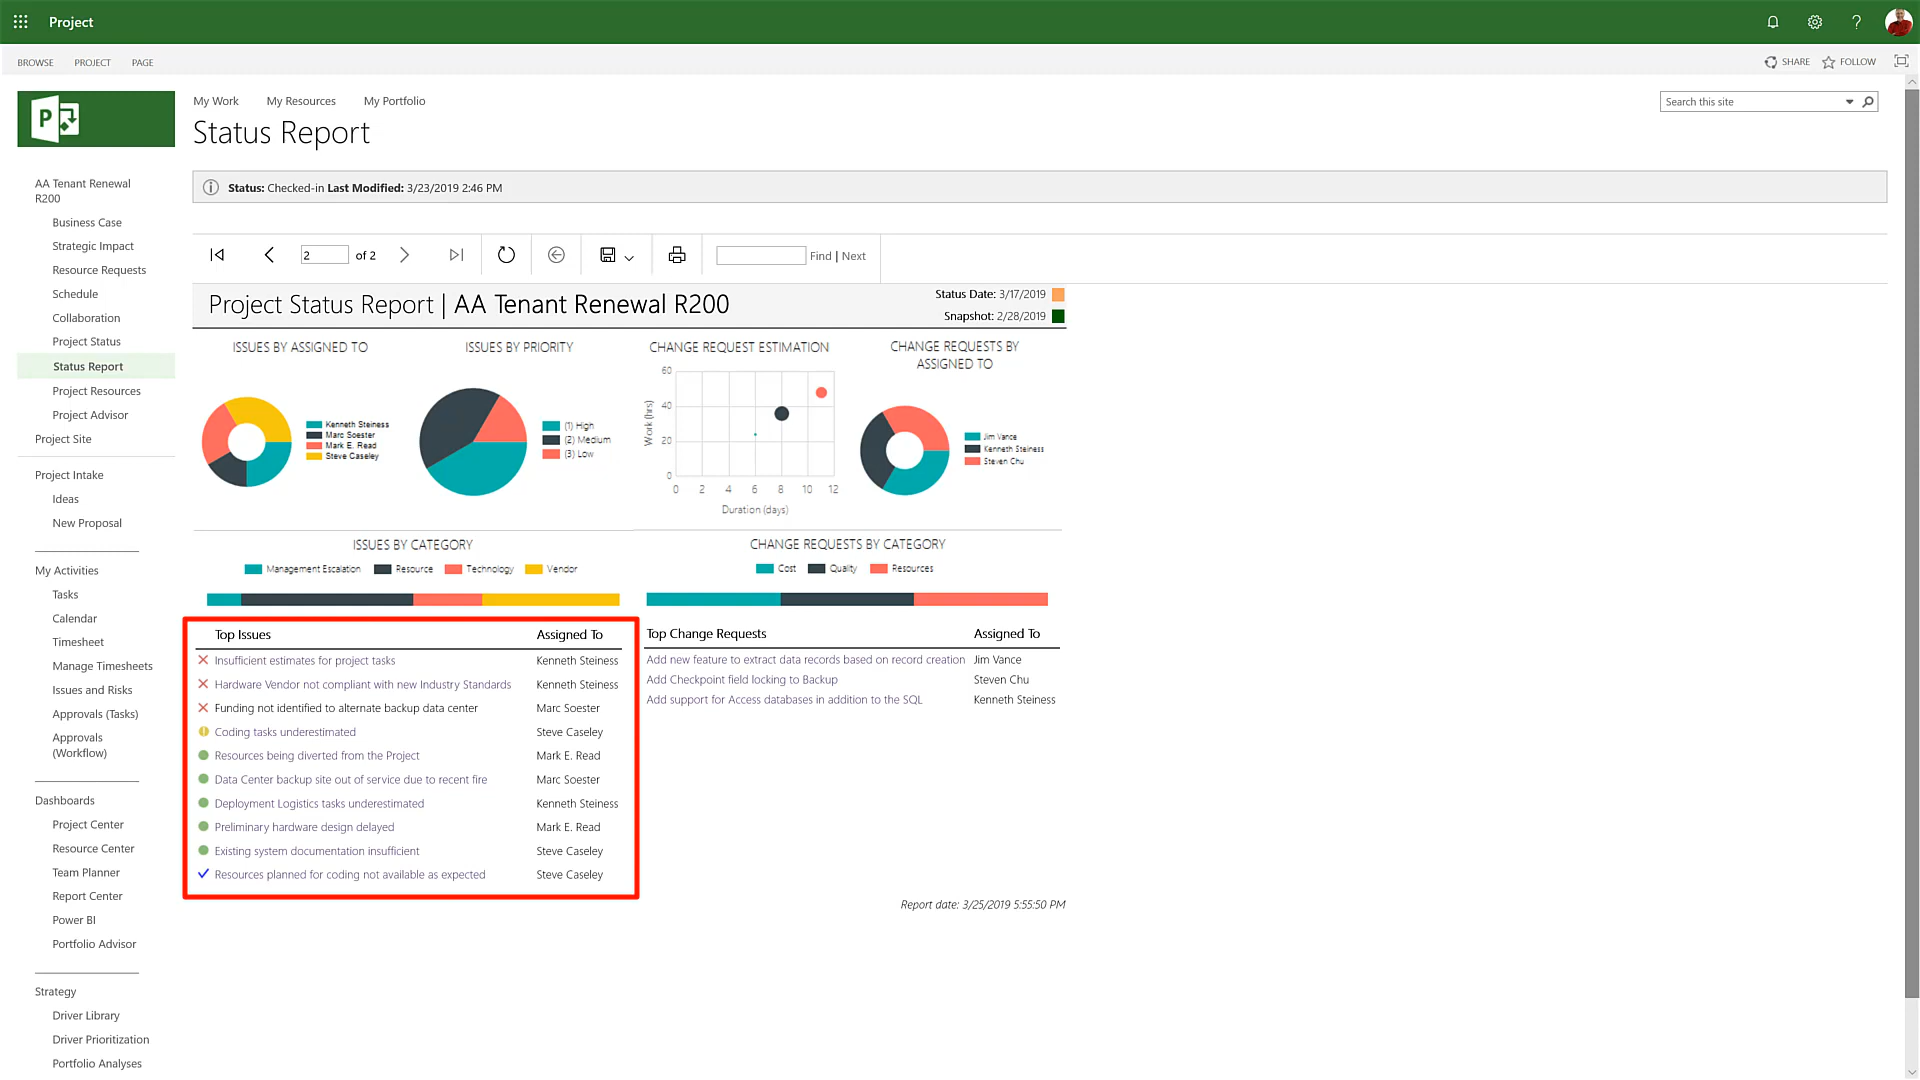 Project
BROWSE PROJECT PAGE
SHARE FOLLOW
My Work My Resources My Portfolio
Search this site
Status Report
Status: Checked-in Last Modified: 3/23/2019 2:46 PM
AA Tenant Renewal
R200
Business Case
Strategic Impact
Resource Requests
Schedule
Collaboration
Project Status
Status Report
Project Resources
Project Advisor
Project Site
Project Intake
Ideas
New Proposal
My Activities
Tasks
Calendar
Timesheet
Manage Timesheets
Issues and Risks
Approvals (Tasks)
Approvals
(Workflow)
Dashboards
Project Center
Resource Center
Team Planner
Report Center
Power BI
Portfolio Advisor
Strategy
Driver Library
Driver Prioritization
Portfolio Analyses
2 of 2 Find | Next
Project Status Report | AA Tenant Renewal R200
Status Date: 3/17/2019
Snapshot: 2/28/2019
ISSUES BY ASSIGNED TO
Kenneth Steiness
Marc Soester
Mark E. Read
Steve Caseley
ISSUES BY PRIORITY
(1) High
(2) Medium
(3) Low
CHANGE REQUEST ESTIMATION
Work (hrs)
60
40
20
0
0 2 4 6 8 10 12
Duration (days)
CHANGE REQUESTS BY
ASSIGNED TO
Jim Vance
Kenneth Steiness
Steven Chu
ISSUES BY CATEGORY
Management Escalation Resource Technology Vendor
CHANGE REQUESTS BY CATEGORY
Cost Quality Resources
Top Issues Assigned To
Insufficient estimates for project tasks Kenneth Steiness
Hardware Vendor not compliant with new Industry Standards Kenneth Steiness
Funding not identified to alternate backup data center Marc Soester
Coding tasks underestimated Steve Caseley
Resources being diverted from the Project Mark E. Read
Data Center backup site out of service due to recent fire Marc Soester
Deployment Logistics tasks underestimated Kenneth Steiness
Preliminary hardware design delayed Mark E. Read
Existing system documentation insufficient Steve Caseley
Resources planned for coding not available as expected Steve Caseley
Top Change Requests Assigned To
Add new feature to extract data records based on record creation Jim Vance
Add Checkpoint field locking to Backup Steven Chu
Add support for Access databases in addition to the SQL Kenneth Steiness
Report date: 3/25/2019 5:55:50 PM